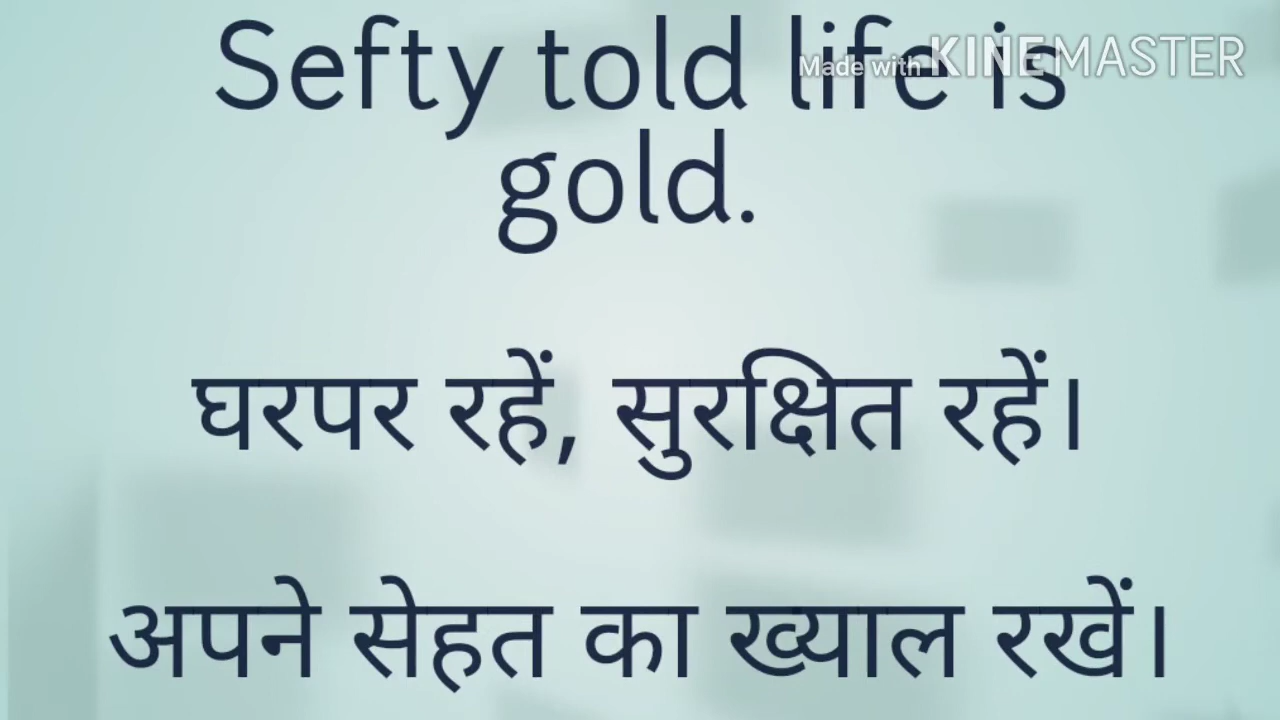 Sefty told life is
Made with KINEMASTER
gold.
घरपर रहें, सुरक्षित रहें।
अपने सेहत का ख्याल रखें।